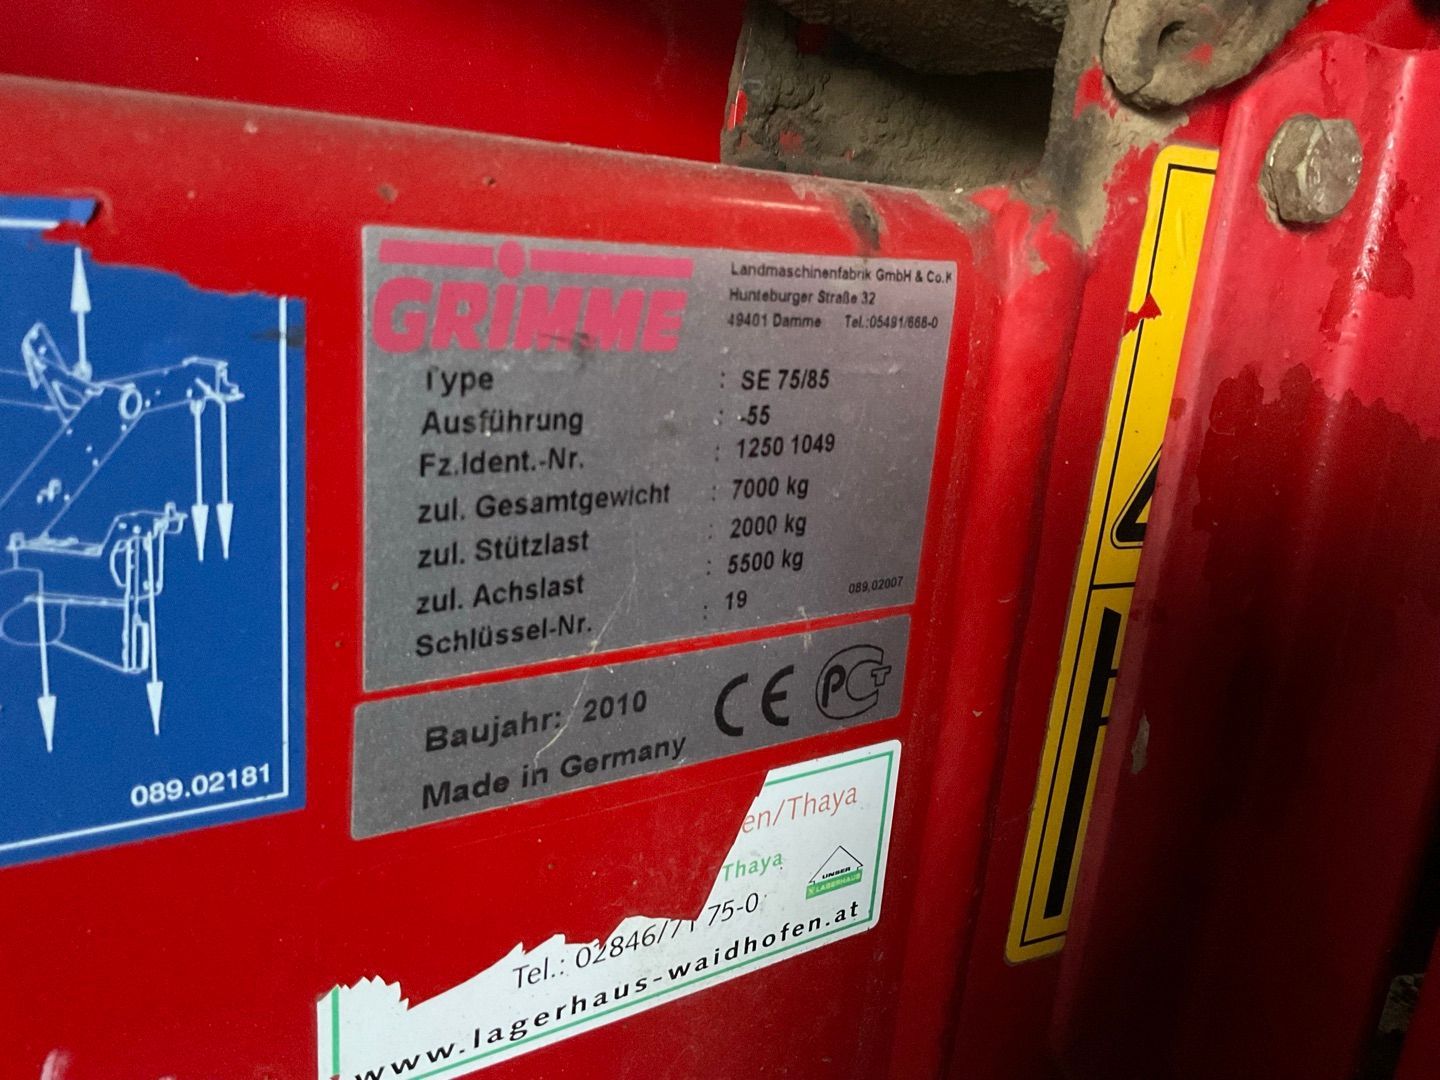 GRIMME
Landmaschinenfabrik GmbH & Co.K
Hunteburger Straße 32
49401 Damme Tel.:05491/666-0
Type : SE 75/85
Ausführung : -55
Fz.Ident.-Nr. : 1250 1049
zul. Gesamtgewicht : 7000 kg
zul. Stützlast : 2000 kg
zul. Achslast : 5500 kg
Schlüssel-Nr. : 19
089.02007
Baujahr: 2010
Made in Germany
CE PCT
089.02181
en/Thaya
Thaya
UNSER
LAGERHAUS
Tel.: 02846/71 75-0
www.lagerhaus-waidhofen.at